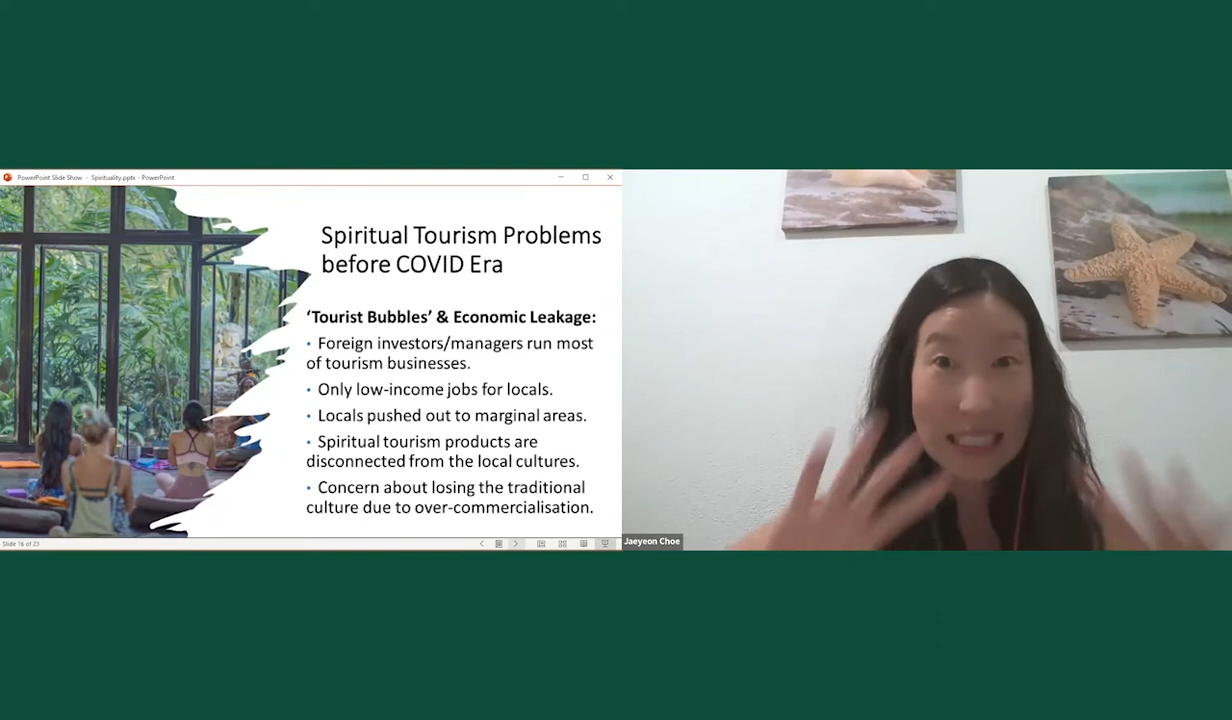 PowerPoint Slide Show - Spirituality.pptx - PowerPoint
Spiritual Tourism Problems
before COVID Era
‘Tourist Bubbles’ & Economic Leakage:
• Foreign investors/managers run most
of tourism businesses.
• Only low-income jobs for locals.
• Locals pushed out to marginal areas.
• Spiritual tourism products are
disconnected from the local cultures.
• Concern about losing the traditional
culture due to over-commercialisation.
Slide 16 of 23
Jaeyeon Choe